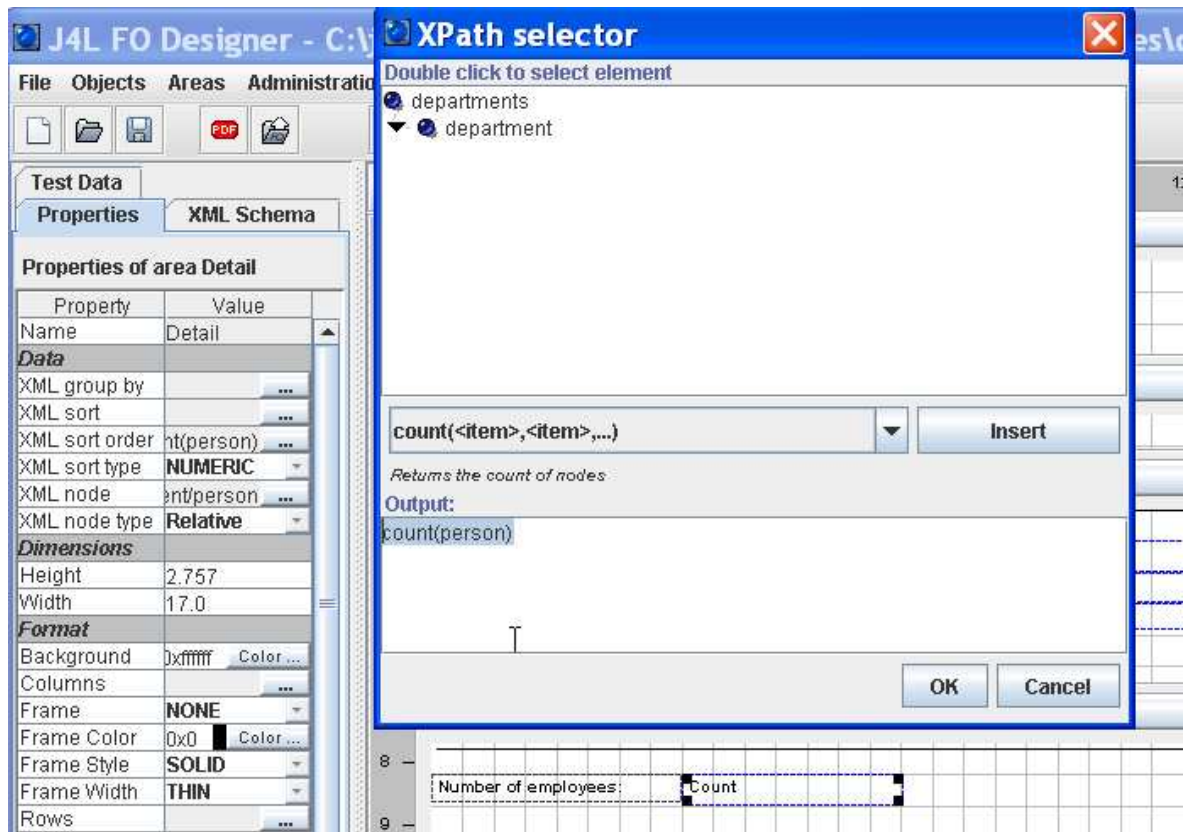 J4L FO Designer - C:\
File Objects Areas Administratio
Test Data
Properties XML Schema
Properties of area Detail
Property Value
Name Detail
Data
XML group by ...
XML sort ...
XML sort order nt(person) ...
XML sort type NUMERIC
XML node ent/person ...
XML node type Relative
Dimensions
Height 2.757
Width 17.0
Format
Background 0xffffff Color ...
Columns ...
Frame NONE
Frame Color 0x0 Color ...
Frame Style SOLID
Frame Width THIN
Rows ...
XPath selector
Double click to select element
departments
department
count(<item>,<item>,...) Insert
Returns the count of nodes
Output:
count(person)
OK Cancel
es\
PDF
8
Number of employees: Count
9